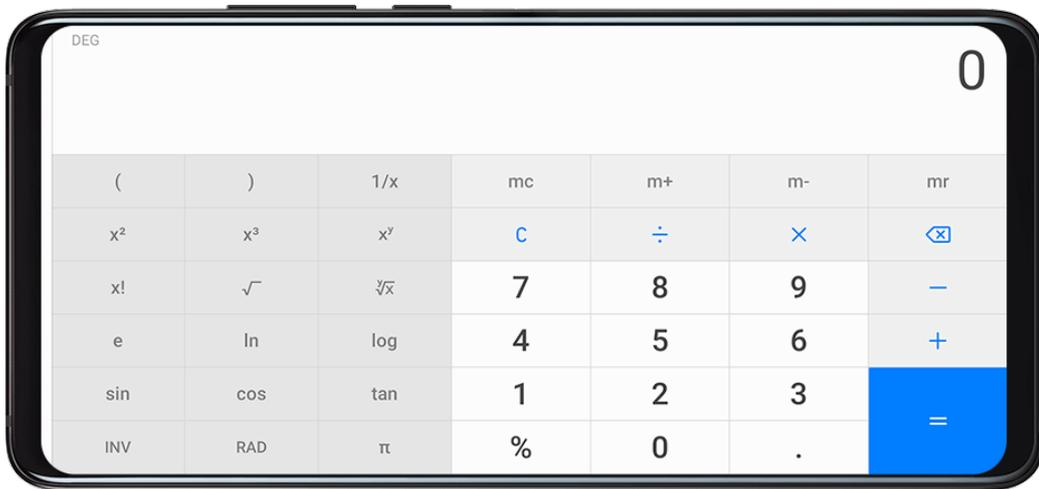 DEG
0
( ) 1/x mc m+ m- mr
x² x³ xʸ C ÷ ×
x! √ ʸ√x 7 8 9 −
e ln log 4 5 6 +
sin cos tan 1 2 3 =
INV RAD π % 0 .